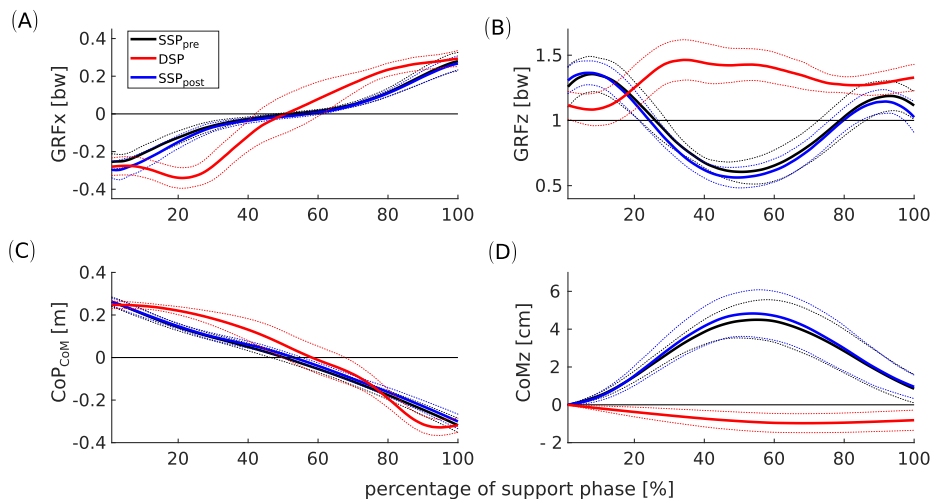 (A)
0.4
0.2
0
-0.2
-0.4
GRFx [bw]
SSPpre
DSP
SSPpost
20 40 60 80 100
(B)
1.5
1
0.5
GRFz [bw]
20 40 60 80 100
(C)
0.4
0.2
0
-0.2
-0.4
CoPCoM [m]
20 40 60 80 100
(D)
6
4
2
0
- 2
CoMz [cm]
20 40 60 80 100
percentage of support phase [%]